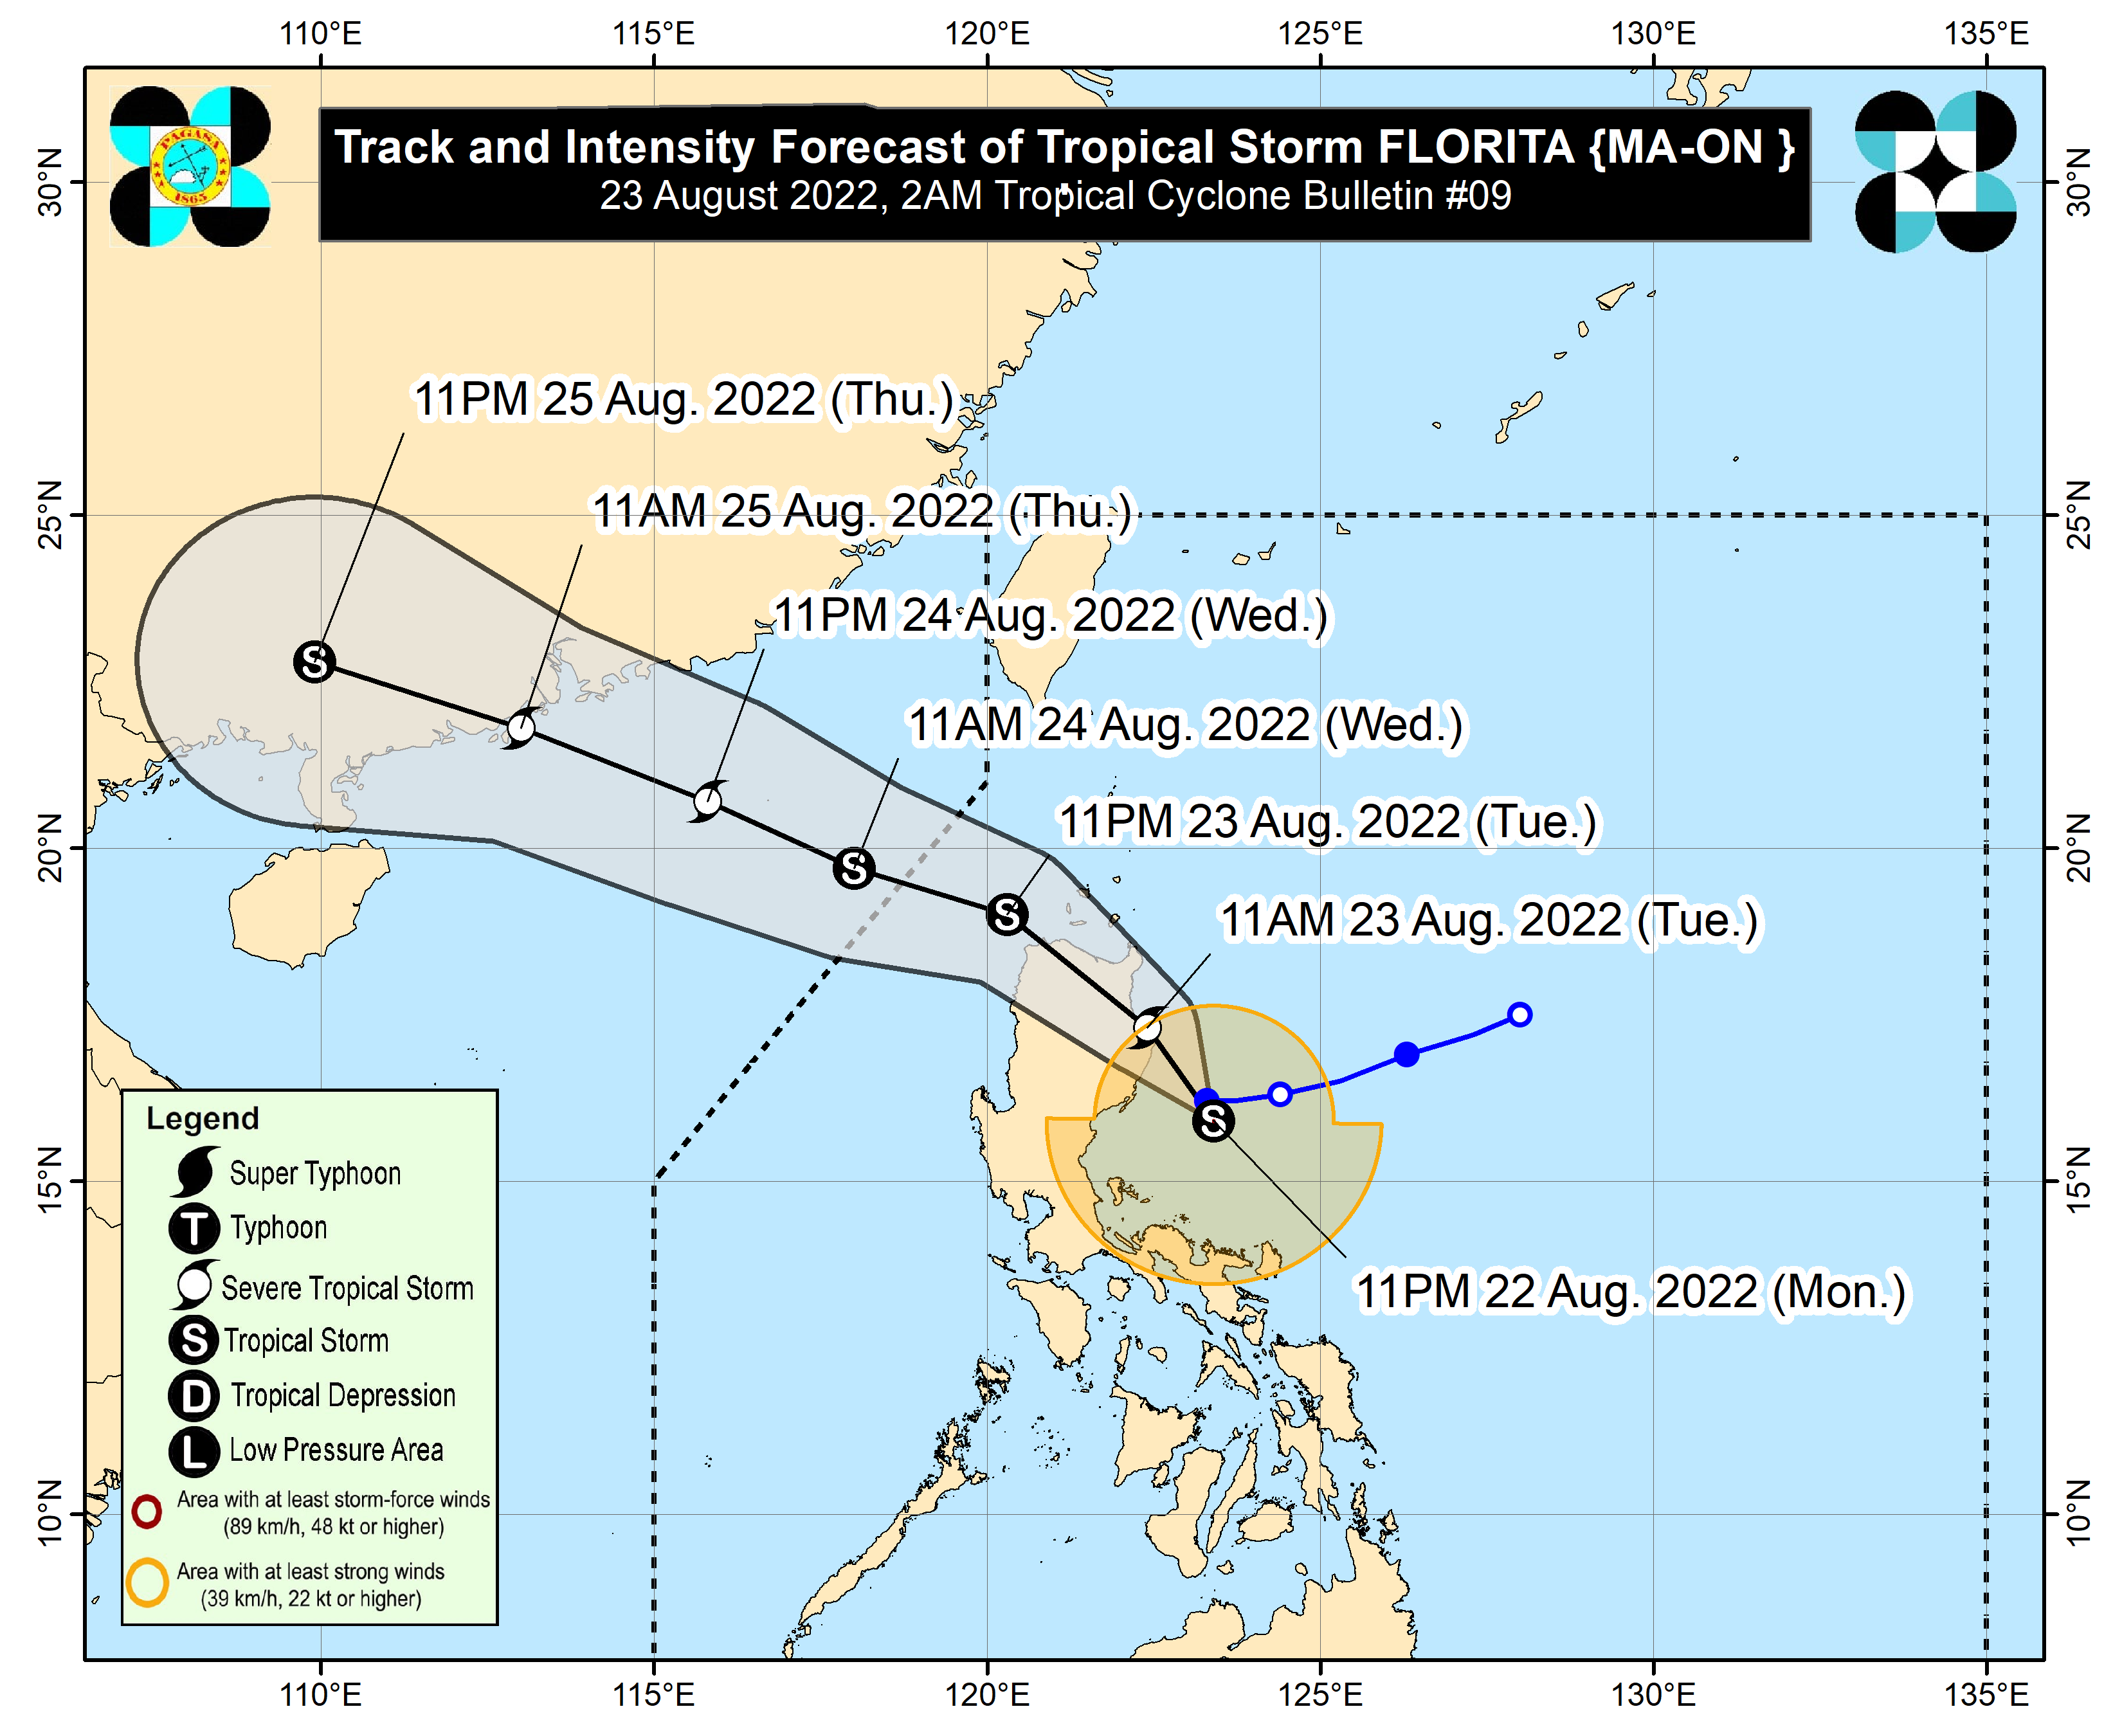 110°E 115°E 120°E 125°E 130°E 135°E
PAGASA
1865
Track and Intensity Forecast of Tropical Storm FLORITA {MA-ON }
23 August 2022, 2AM Tropical Cyclone Bulletin #09
30°N 30°N
11PM 25 Aug. 2022 (Thu.)
25°N 25°N
11AM 25 Aug. 2022 (Thu.)
11PM 24 Aug. 2022 (Wed.)
S
11AM 24 Aug. 2022 (Wed.)
20°N 20°N
11PM 23 Aug. 2022 (Tue.)
S
S
11AM 23 Aug. 2022 (Tue.)
S
15°N 15°N
11PM 22 Aug. 2022 (Mon.)
10°N 10°N
Legend
Super Typhoon
T Typhoon
Severe Tropical Storm
S Tropical Storm
D Tropical Depression
L Low Pressure Area
Area with at least storm-force winds
(89 km/h, 48 kt or higher)
Area with at least strong winds
(39 km/h, 22 kt or higher)
110°E 115°E 120°E 125°E 130°E 135°E